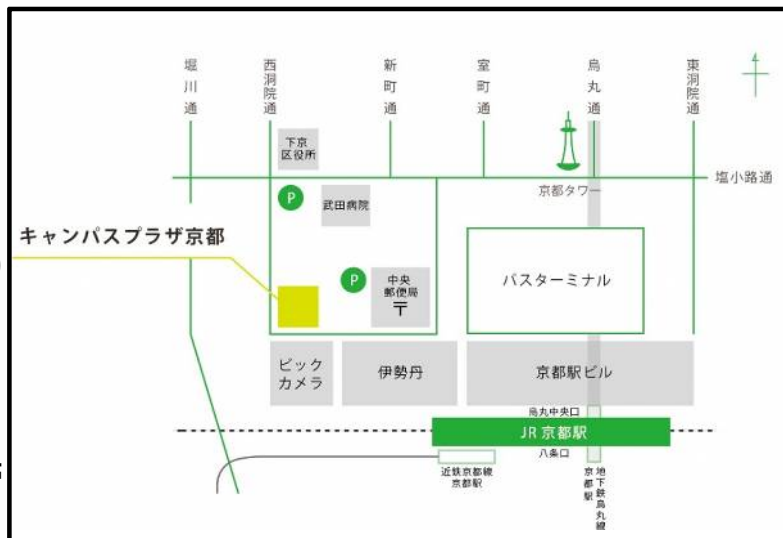 堀川通
西洞院通
新町通
室町通
烏丸通
東洞院通
下京
区役所
塩小路通
京都タワー
P
武田病院
キャンパスプラザ京都
P
中央
郵便局
〒
バスターミナル
ビック
カメラ
伊勢丹
京都駅ビル
烏丸中央口
JR 京都駅
八条口
近鉄京都線
京都駅
地下鉄烏丸線
京都駅